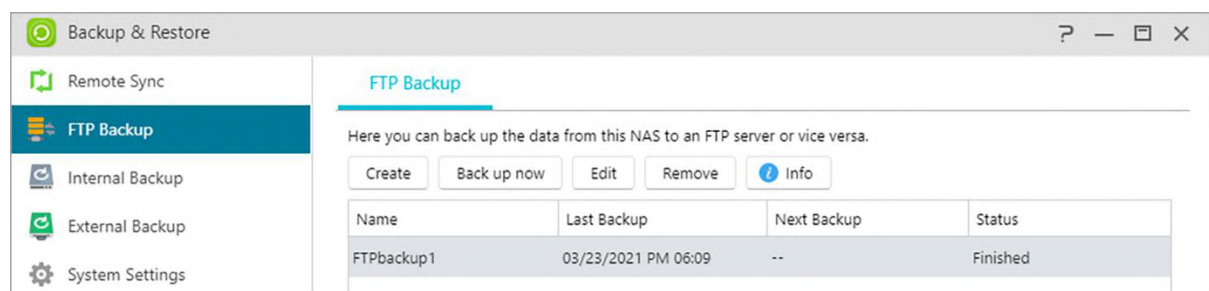 Backup & Restore
Remote Sync
FTP Backup
Internal Backup
External Backup
System Settings
FTP Backup
Here you can back up the data from this NAS to an FTP server or vice versa.
Create Back up now Edit Remove Info
Name Last Backup Next Backup Status
FTPbackup1 03/23/2021 PM 06:09 -- Finished